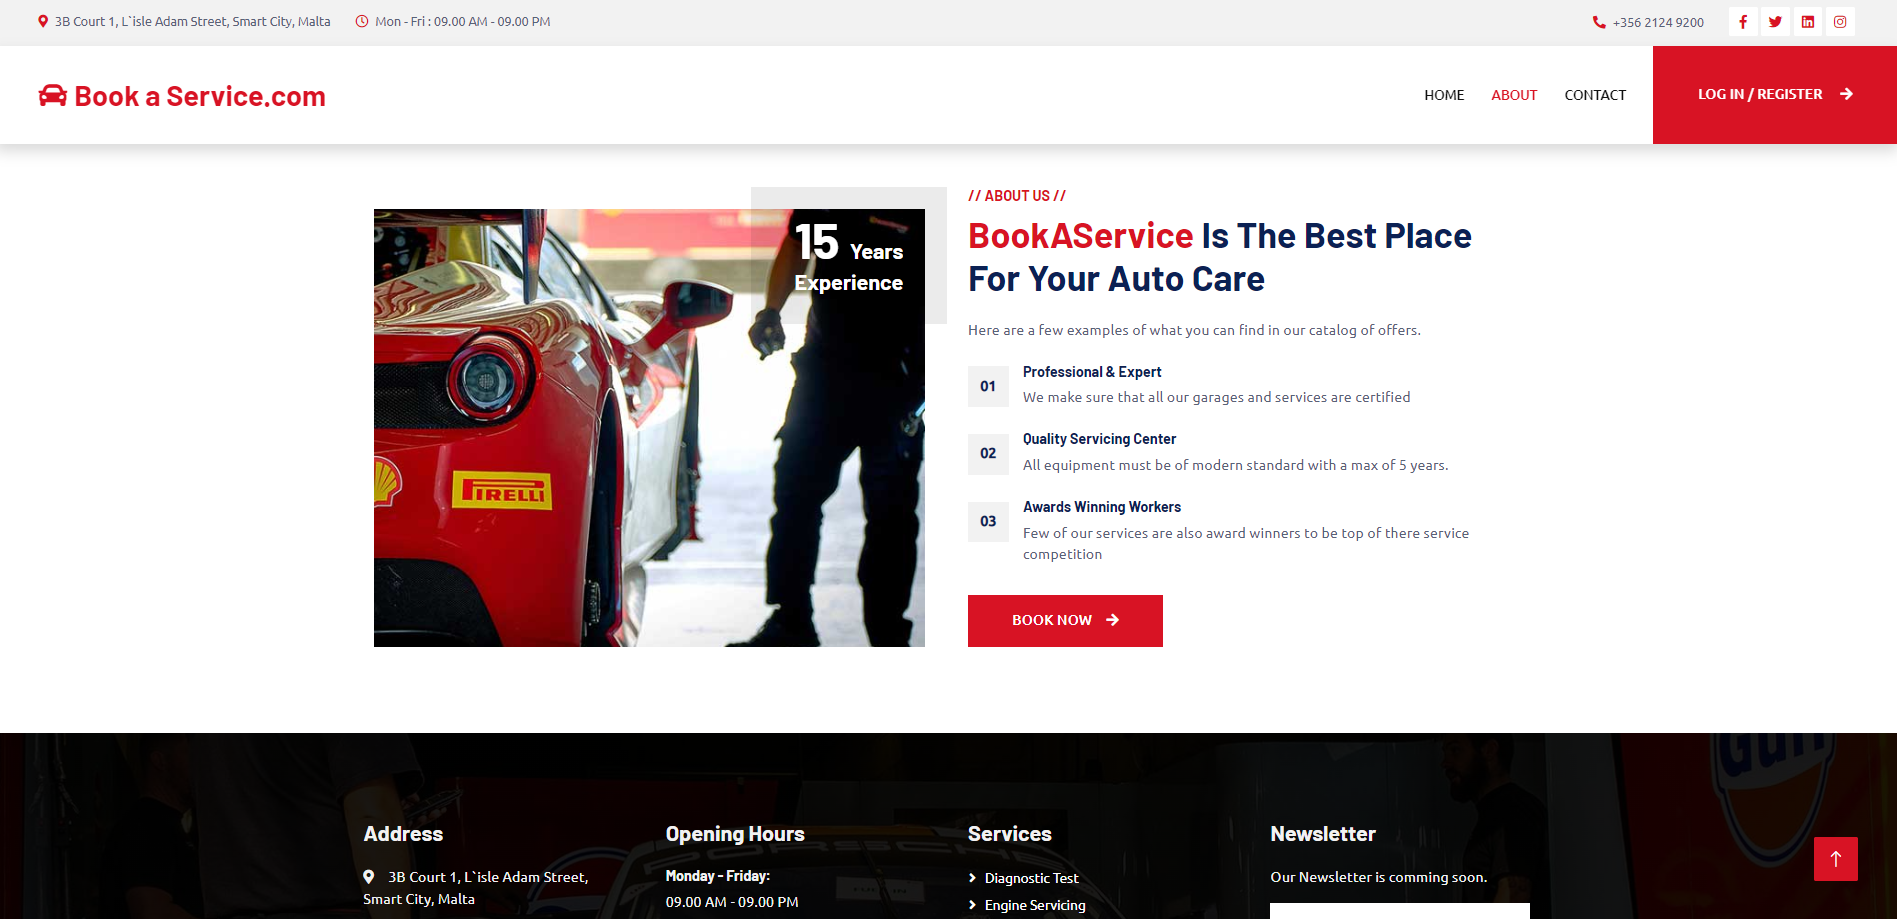 3B Court 1, L`isle Adam Street, Smart City, Malta
Mon - Fri : 09.00 AM - 09.00 PM
+356 2124 9200
Book a Service.com
HOME
ABOUT
CONTACT
LOG IN / REGISTER
// ABOUT US //
BookAService Is The Best Place
For Your Auto Care
15 Years
Experience
PIRELLI
Here are a few examples of what you can find in our catalog of offers.
01
Professional & Expert
We make sure that all our garages and services are certified
02
Quality Servicing Center
All equipment must be of modern standard with a max of 5 years.
03
Awards Winning Workers
Few of our services are also award winners to be top of there service
competition
BOOK NOW
Gulf
PORSCHE
Address
3B Court 1, L`isle Adam Street,
Smart City, Malta
Opening Hours
Monday - Friday:
09.00 AM - 09.00 PM
Services
Diagnostic Test
Engine Servicing
Newsletter
Our Newsletter is comming soon.